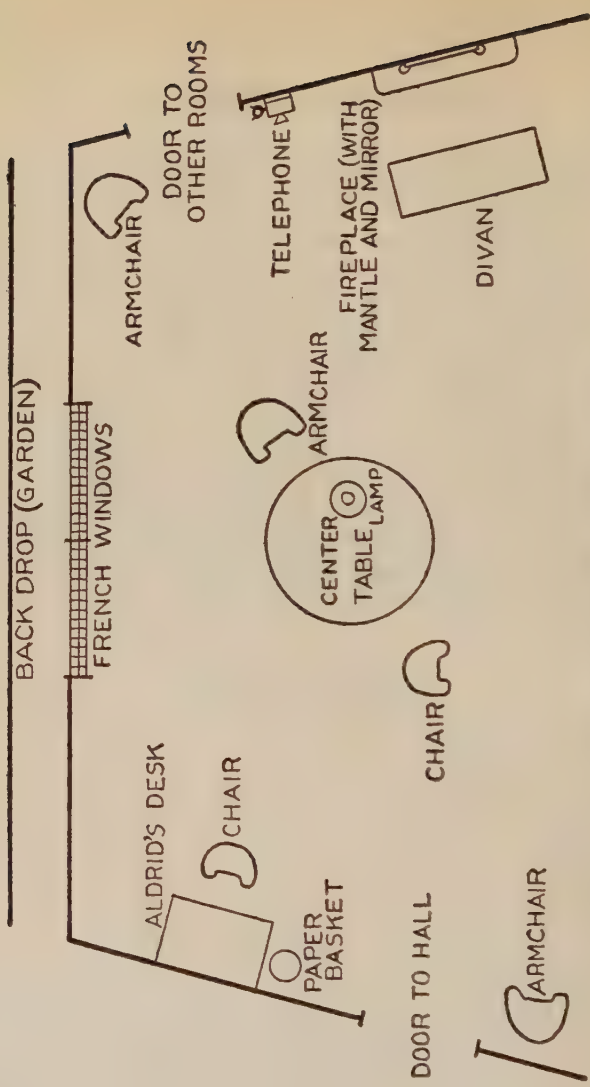 BACK DROP (GARDEN)
FRENCH WINDOWS
ARMCHAIR
DOOR TO
OTHER ROOMS
ALDRID'S DESK
CHAIR
PAPER
BASKET
CENTER
TABLE
LAMP
ARMCHAIR
TELEPHONE
FIREPLACE (WITH
MANTLE AND MIRROR)
DIVAN
CHAIR
DOOR TO HALL
ARMCHAIR